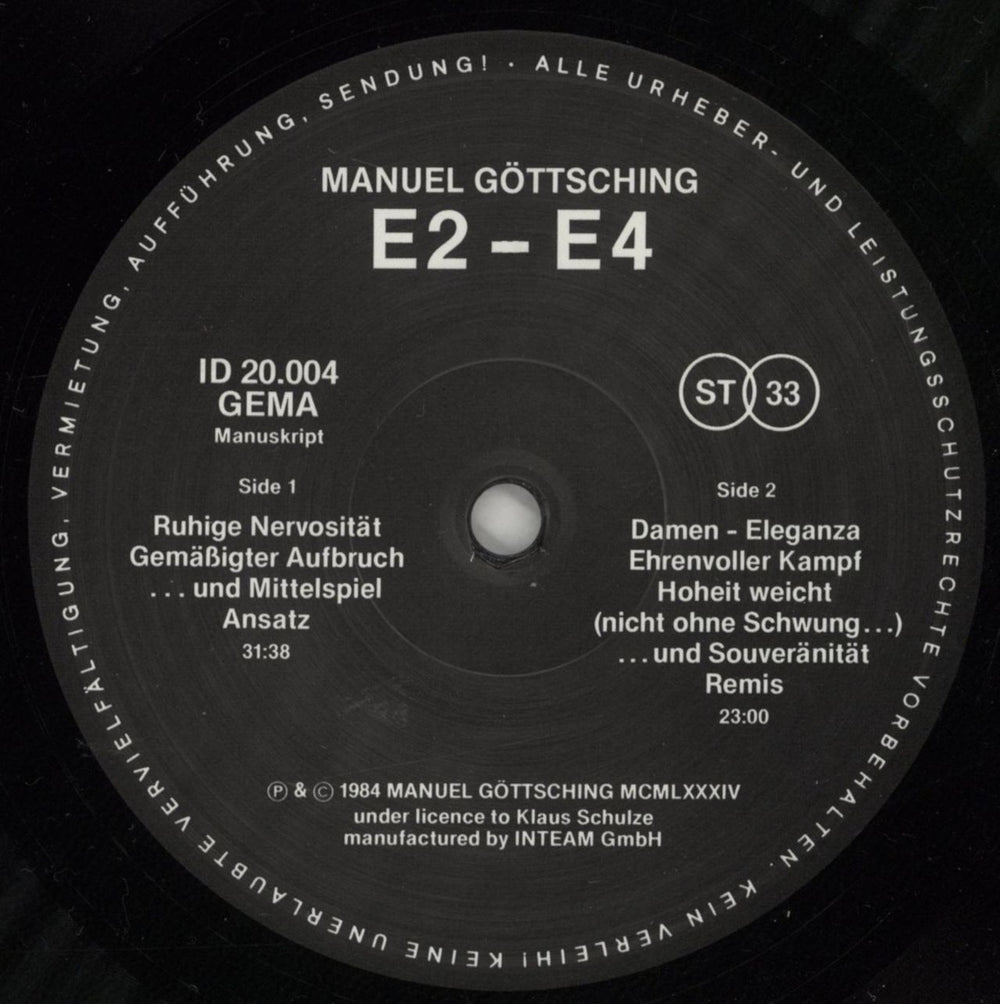 ALLE URHEBER- UND LEISTUNGSSCHUTZRECHTE VORBEHALTEN. KEIN VERLEIH! KEINE UNERLAUBTE VERVIELFÄLTIGUNG, VERMIETUNG, AUFFÜHRUNG, SENDUNG! ·
MANUEL GÖTTSCHING
E2 – E4
ID 20.004
GEMA
Manuskript
ST 33
Side 1
Ruhige Nervosität
Gemäßigter Aufbruch
... und Mittelspiel
Ansatz
31:38
Side 2
Damen - Eleganza
Ehrenvoller Kampf
Hoheit weicht
(nicht ohne Schwung...)
...und Souveränität
Remis
23:00
Ⓟ & © 1984 MANUEL GÖTTSCHING MCMLXXXIV
under licence to Klaus Schulze
manufactured by INTEAM GmbH